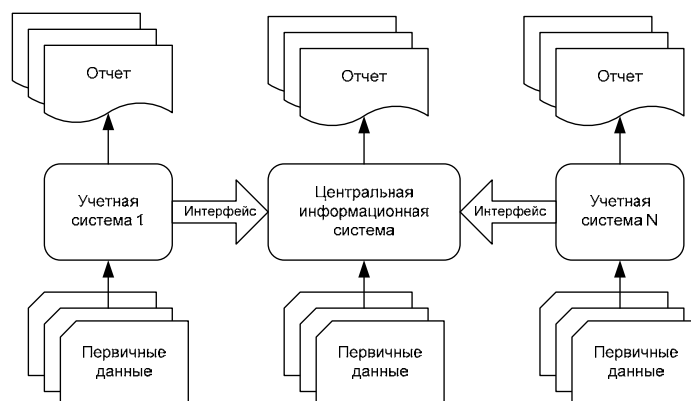 Отчет
Отчет
Отчет
Учетная
система 1
Интерфейс
Центральная
информационная
система
Интерфейс
Учетная
система N
Первичные
данные
Первичные
данные
Первичные
данные